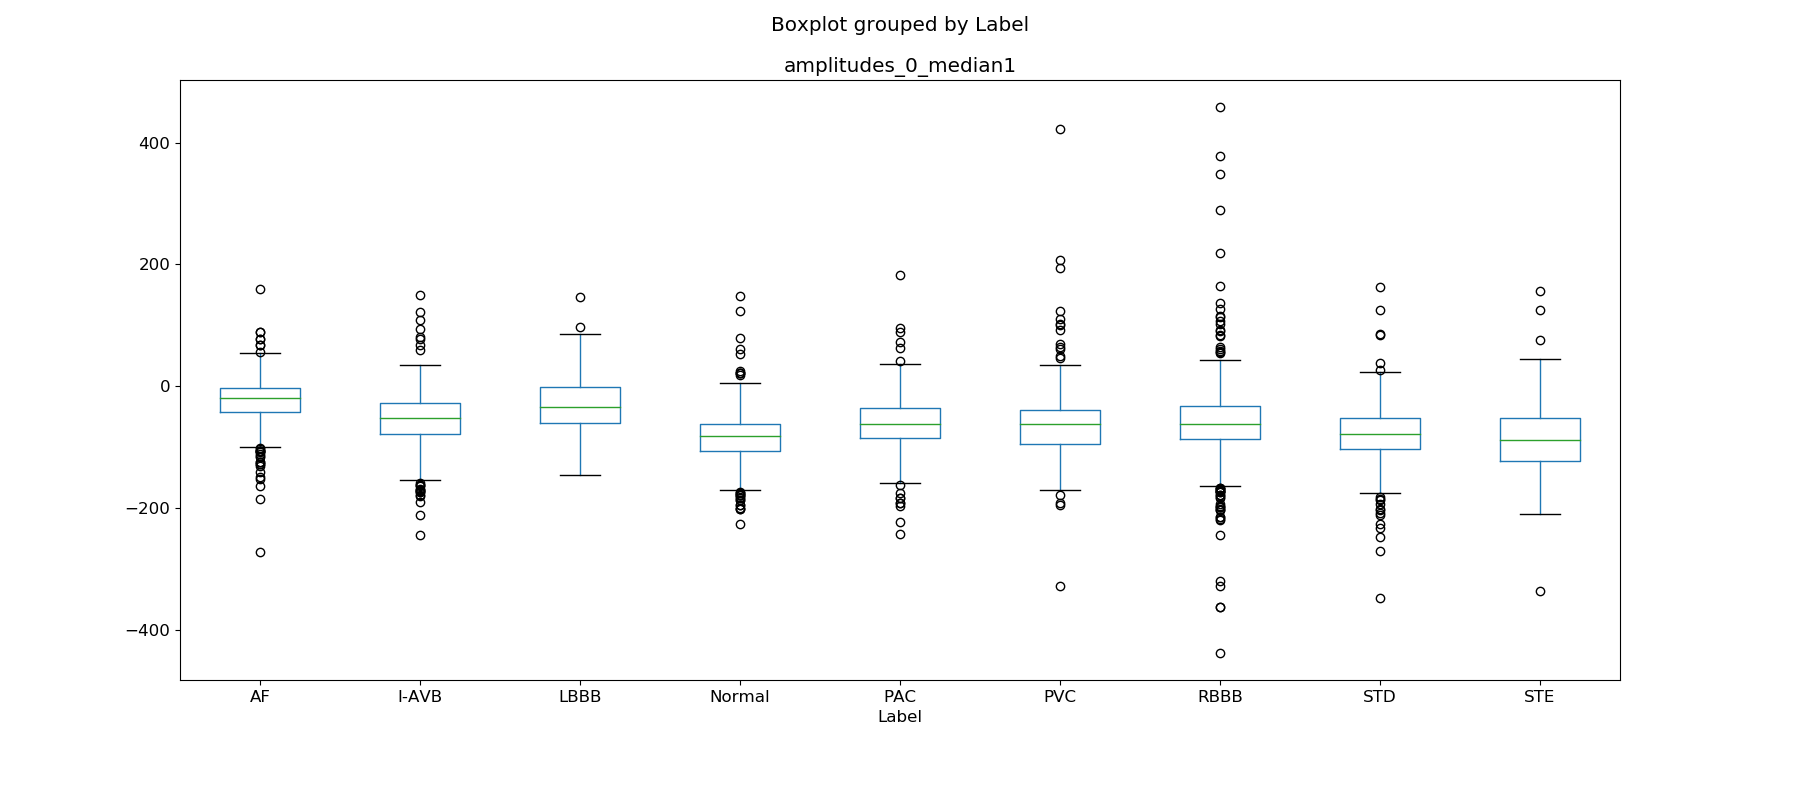 Boxplot grouped by Label
amplitudes_0_median1
400
200
0
−200
−400
AF I-AVB LBBB Normal PAC PVC RBBB STD STE
Label